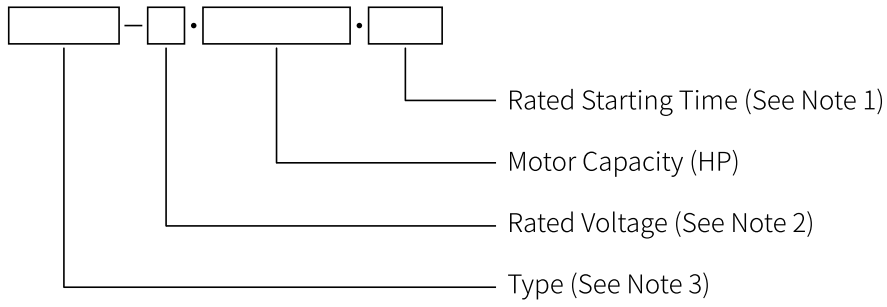 Rated Starting Time (See Note 1)
Motor Capacity (HP)
Rated Voltage (See Note 2)
Type (See Note 3)